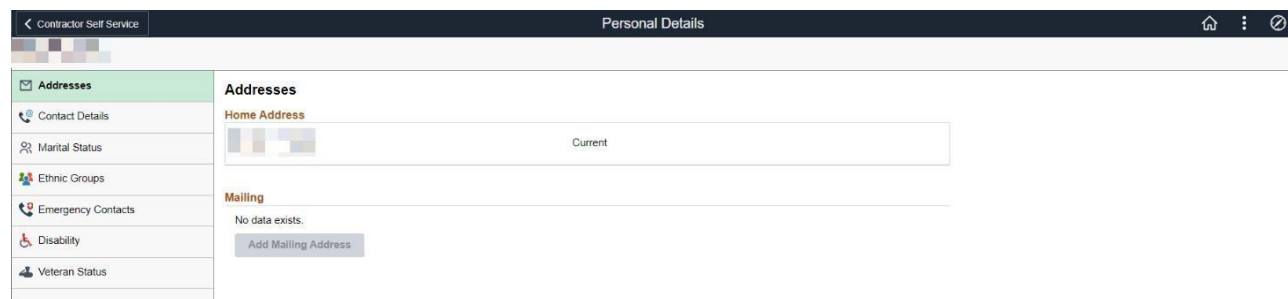 Contractor Self Service
Personal Details
Addresses
Contact Details
Marital Status
Ethnic Groups
Emergency Contacts
Disability
Veteran Status
Addresses
Home Address
Current
Mailing
No data exists.
Add Mailing Address